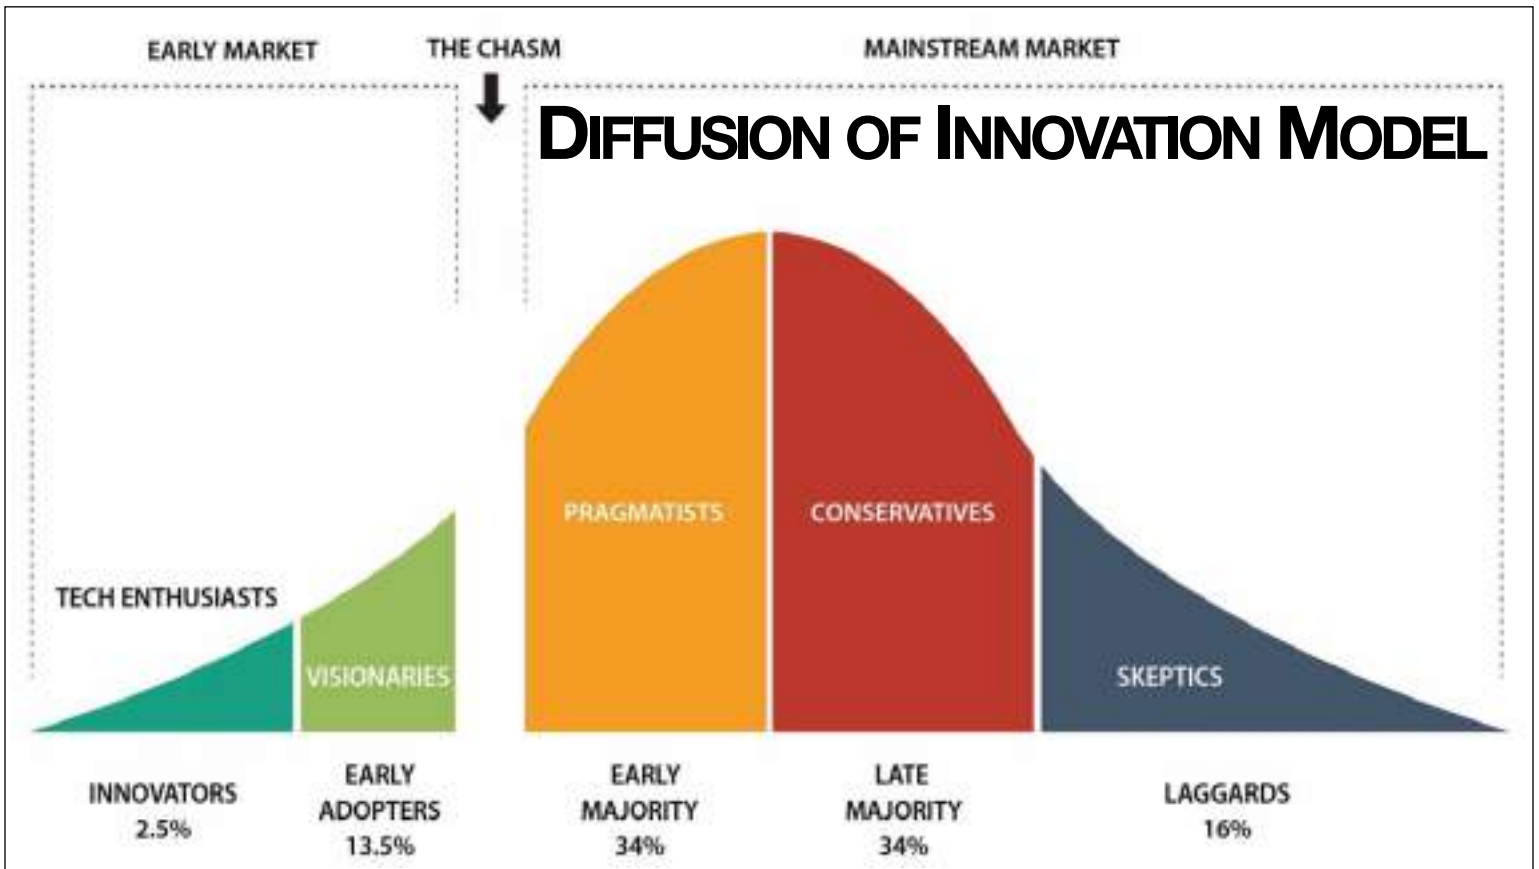 EARLY MARKET
THE CHASM
MAINSTREAM MARKET
DIFFUSION OF INNOVATION MODEL
PRAGMATISTS
CONSERVATIVES
TECH ENTHUSIASTS
VISIONARIES
SKEPTICS
INNOVATORS
2.5%
EARLY
ADOPTERS
13.5%
EARLY
MAJORITY
34%
LATE
MAJORITY
34%
LAGGARDS
16%